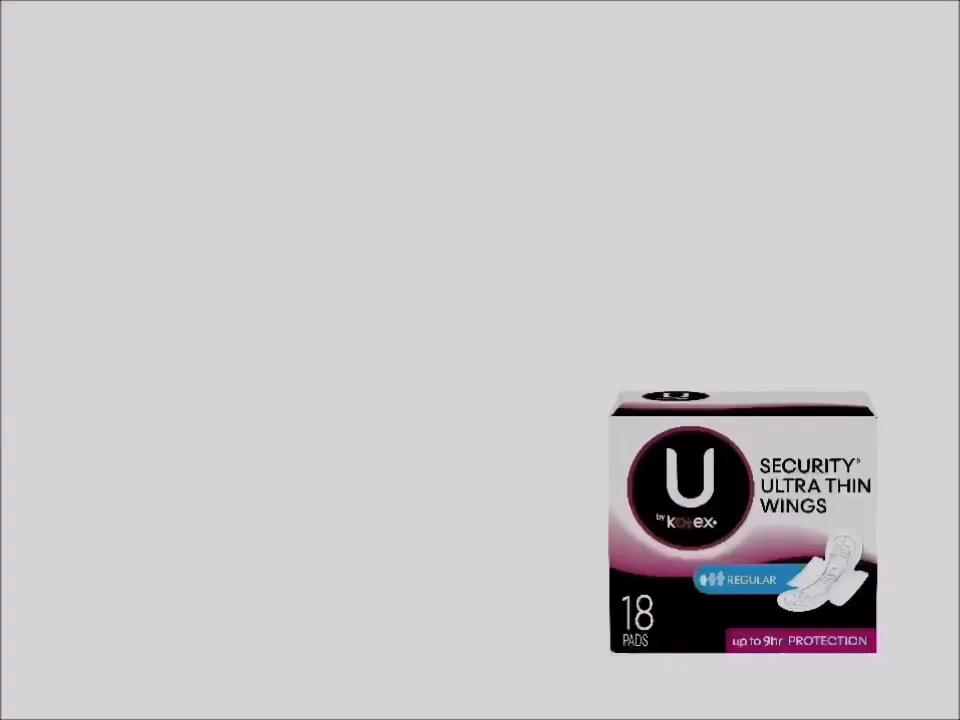 U
by Kotex
SECURITY®
ULTRA THIN
WINGS
REGULAR
18
PADS
up to 9hr PROTECTION